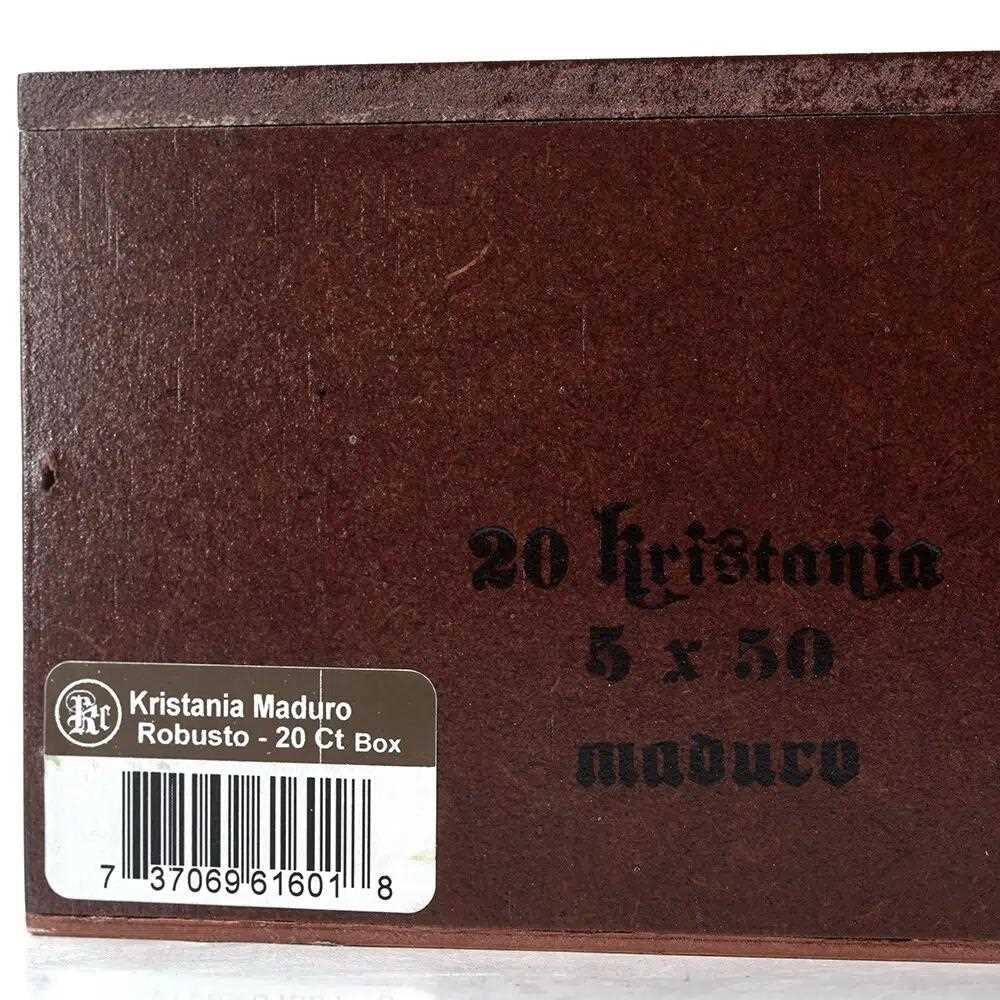 20 Kristania
5 x 50
maduro
Kristania Maduro
Robusto - 20 Ct Box
7 37069 61601 8